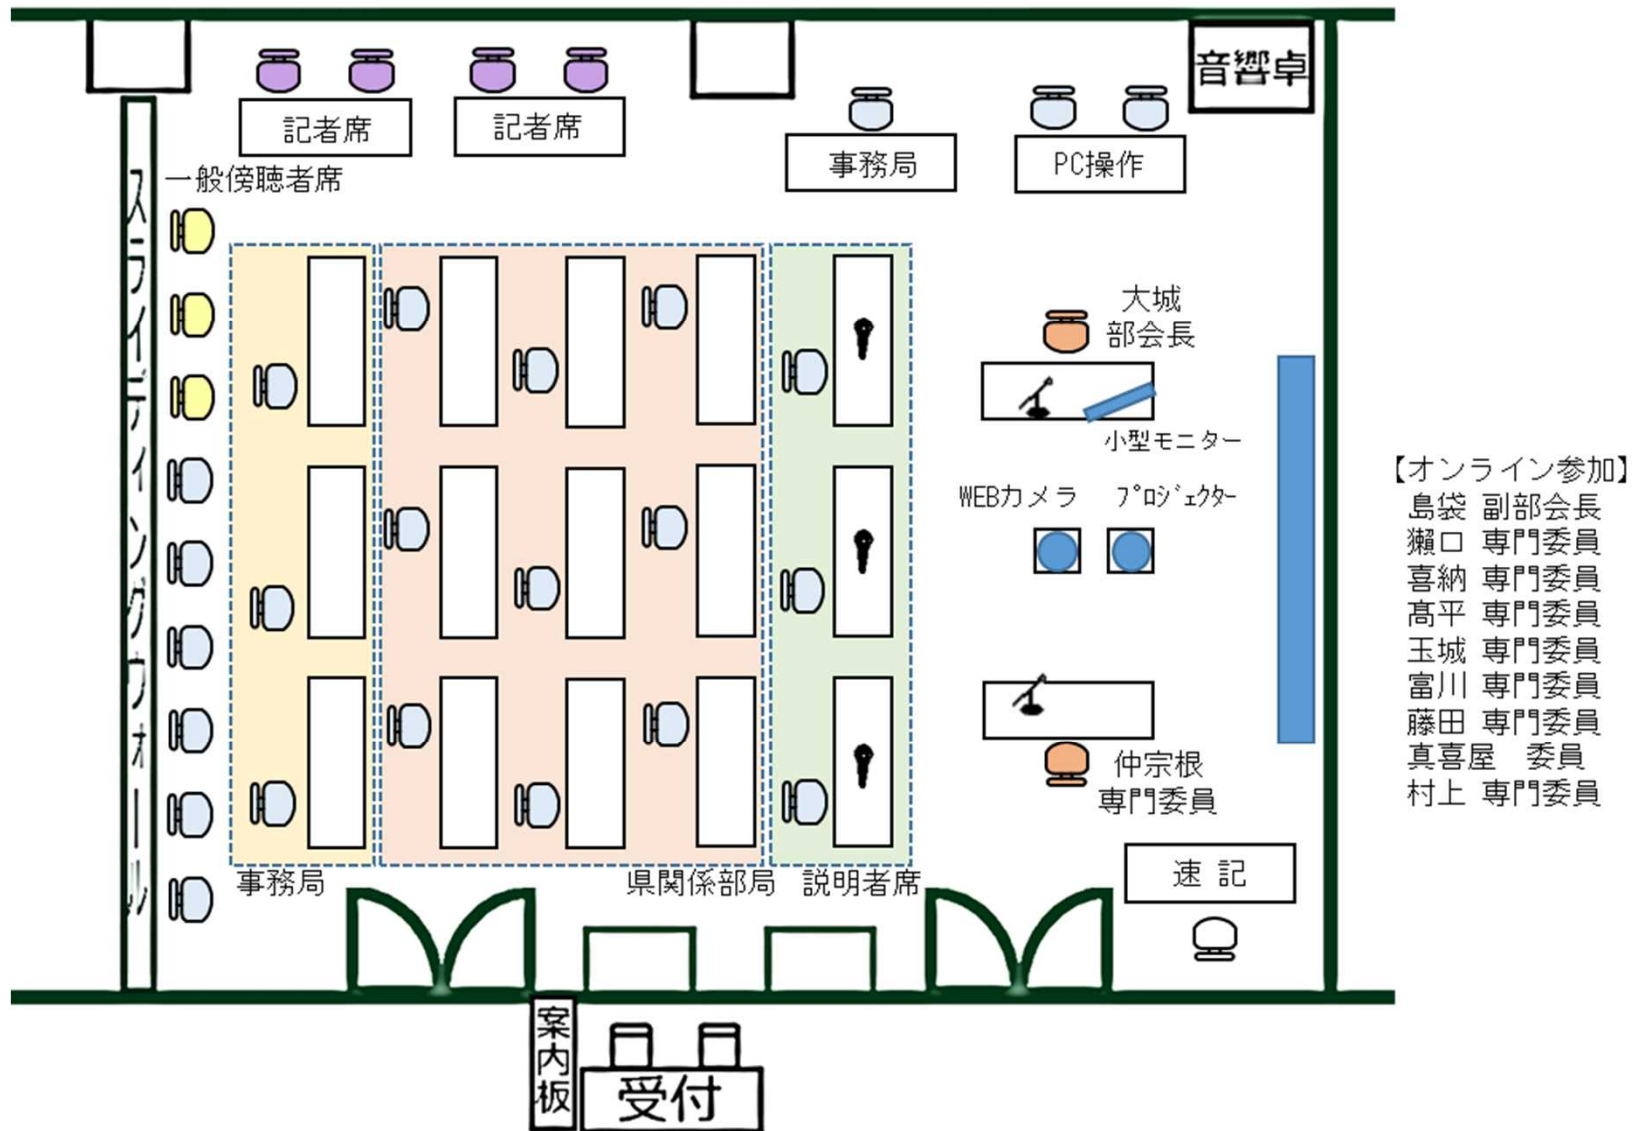 音響卓
記者席
記者席
事務局
PC操作
一般傍聴者席
スライディングウォール
大城
部会長
小型モニター
WEBカメラ
ﾌﾟﾛｼﾞｪｸﾀｰ
【オンライン参加】
島袋 副部会長
獺口 専門委員
喜納 専門委員
髙平 専門委員
玉城 専門委員
富川 専門委員
藤田 専門委員
真喜屋　委員
村上 専門委員
仲宗根
専門委員
事務局
県関係部局
説明者席
速 記
案内板
受付